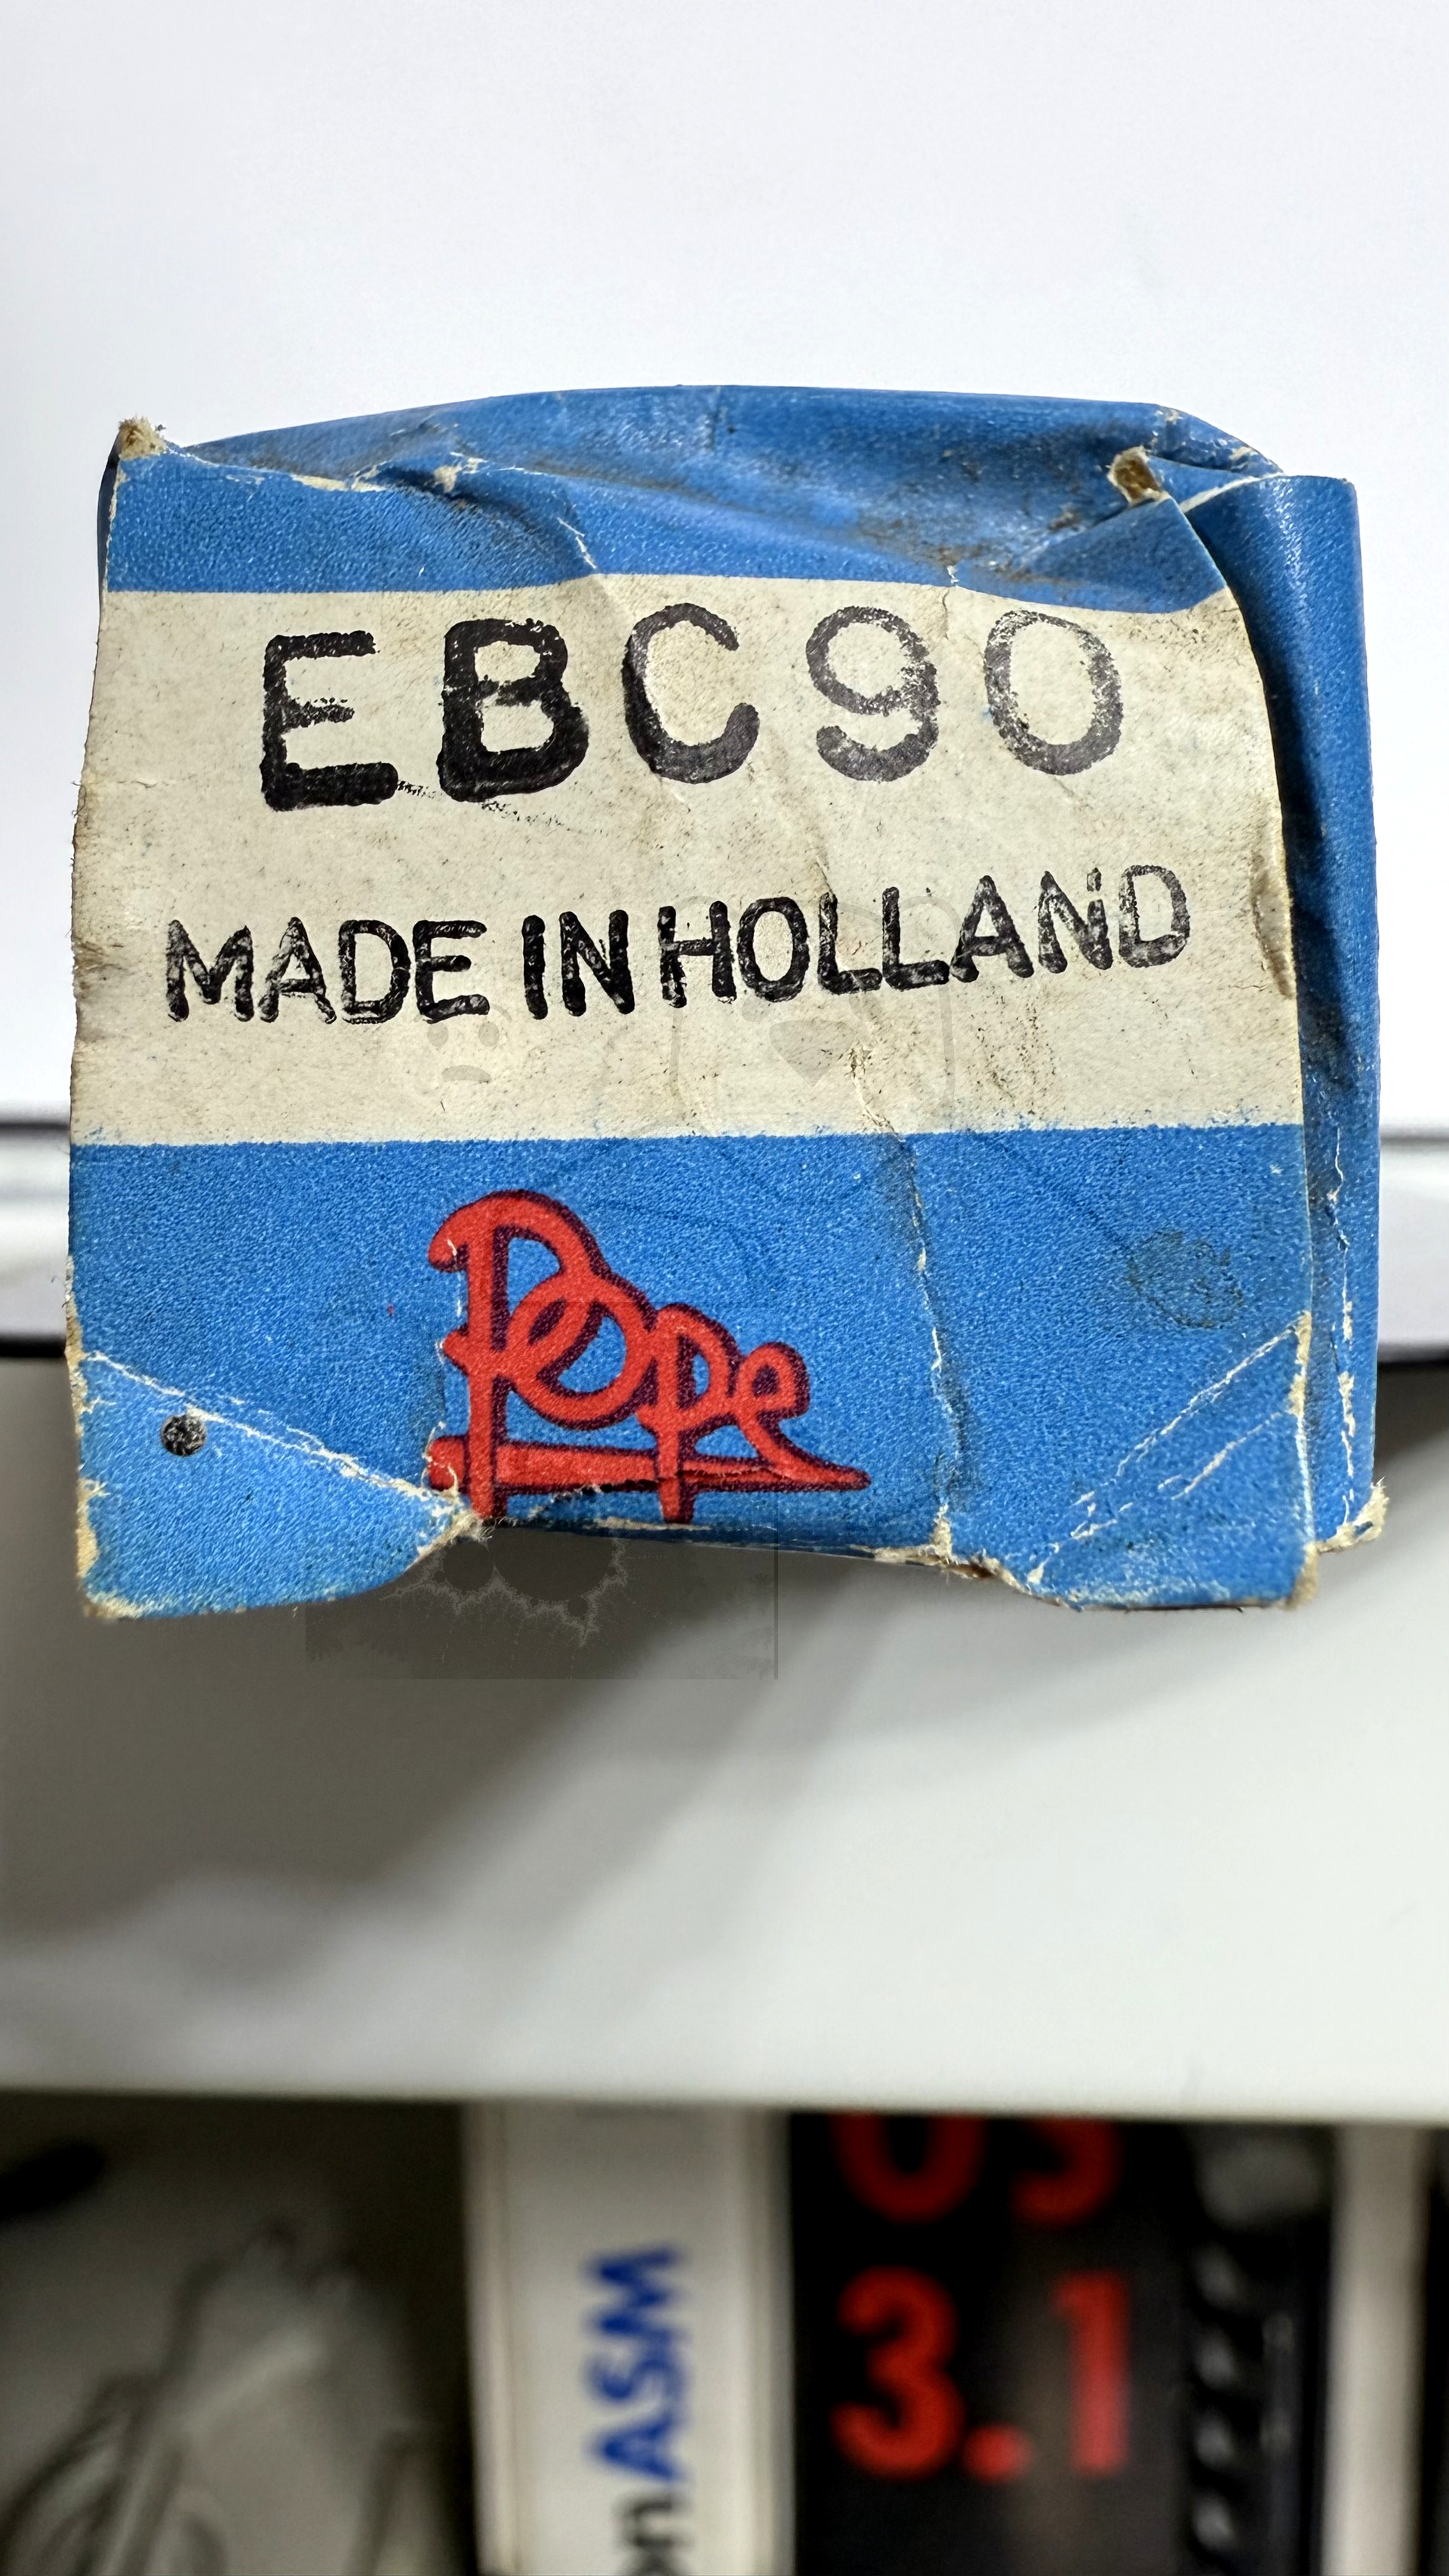 EBC90
MADE IN HOLLAND
Pope
ASM
3.1